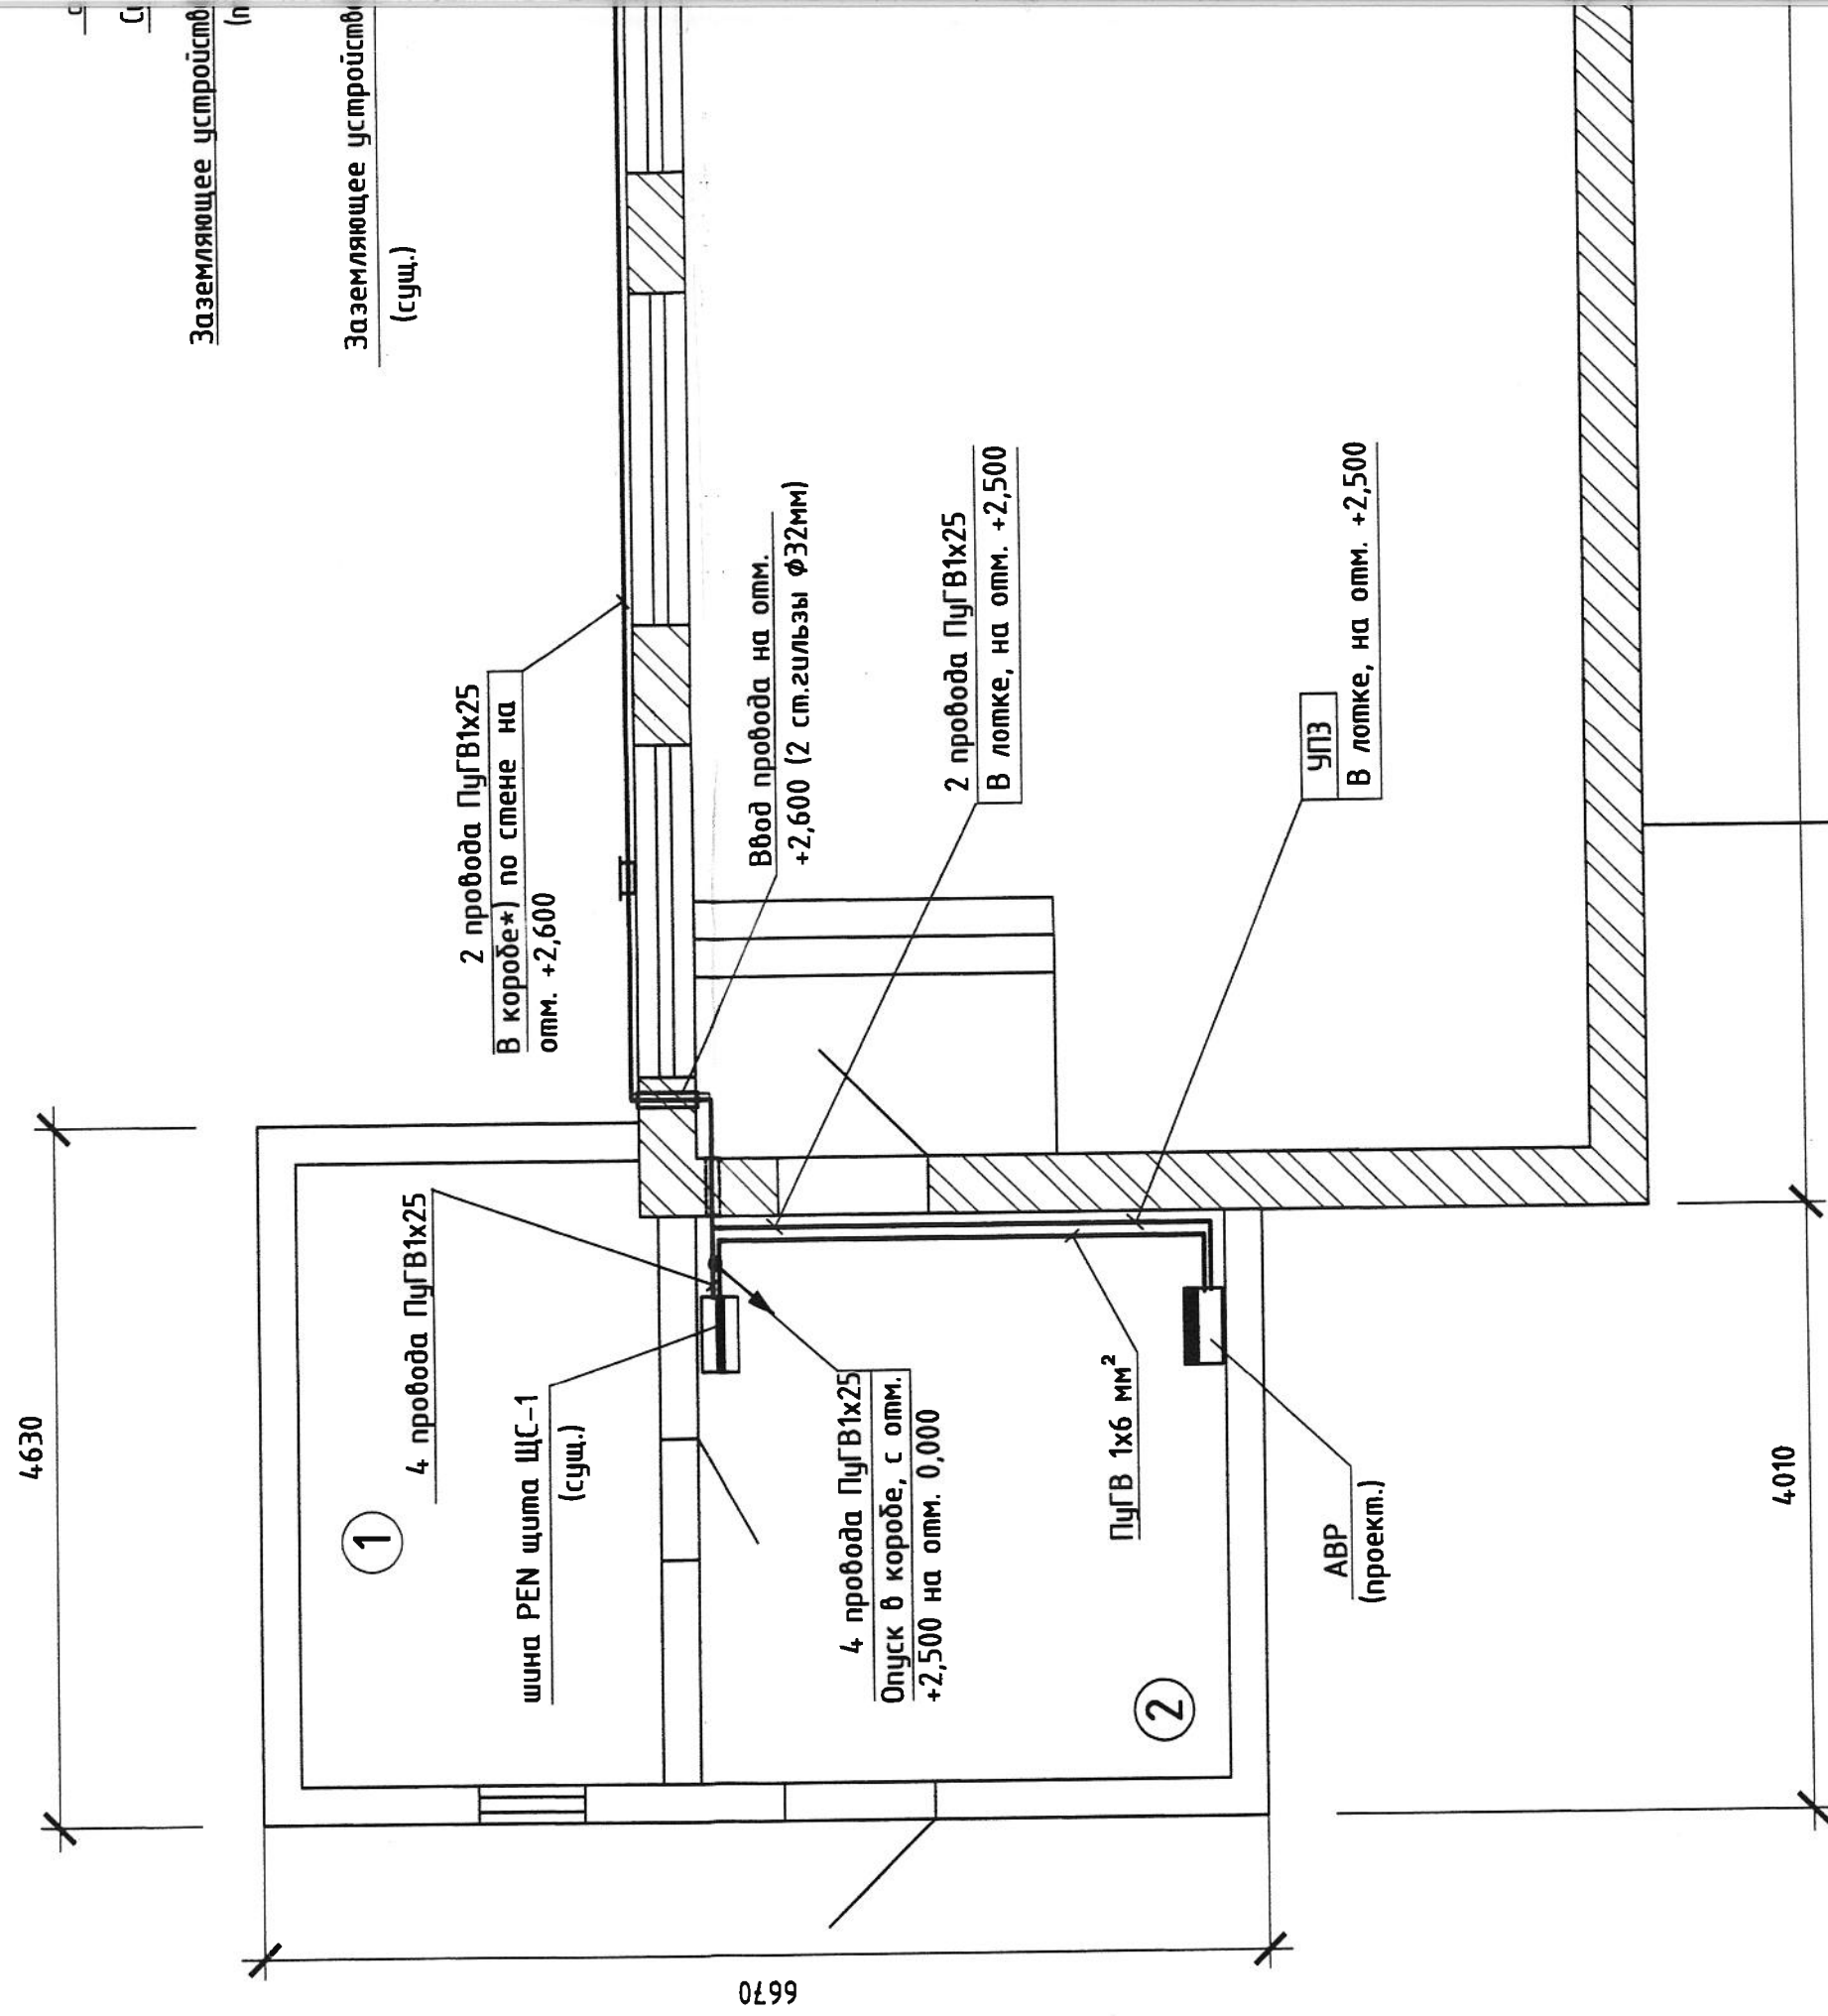 Заземляющее устройств
(п
Заземляющее устройств
(сущ.)
2 провода ПуГВ1х25
В коробе*) по стене на
отм. +2,600
Ввод провода на отм.
+2,600 (2 ст.гильзы ф32мм)
2 провода ПуГВ1х25
В лотке, на отм. +2,500
УПЗ
В лотке, на отм. +2,500
4630
4 провода ПуГВ1х25
1
шина PEN щита ЩС-1
(сущ.)
4 провода ПуГВ1х25
Опуск в коробе, с отм.
+2,500 на отм. 0,000
ПуГВ 1х6 мм²
2
АВР
(проект.)
4010
6670